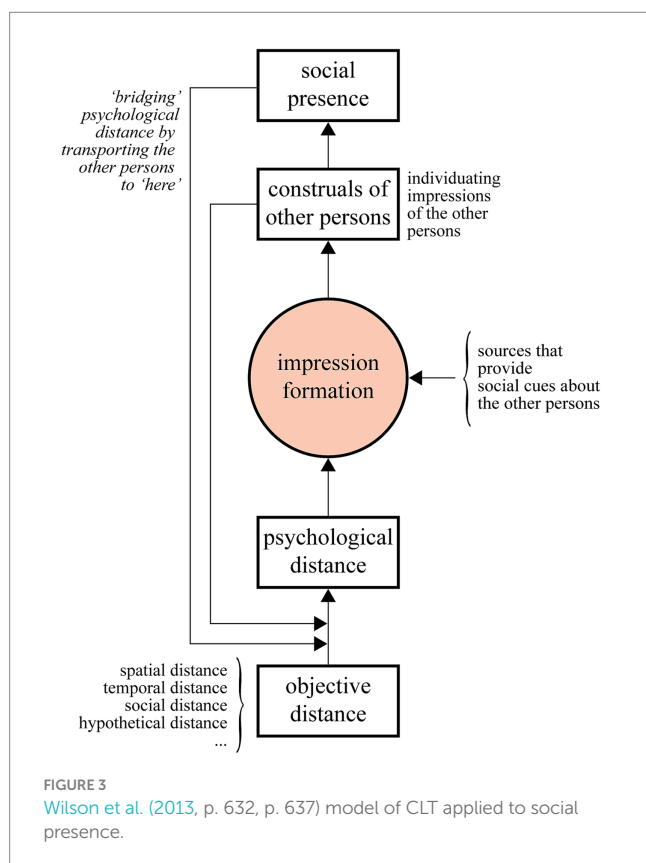 social
presence
'bridging'
psychological
distance by
transporting the
other persons
to 'here'
construals of
other persons
individuating
impressions
of the other
persons
impression
formation
sources that
provide
social cues about
the other persons
psychological
distance
spatial distance
temporal distance
social distance
hypothetical distance
...
objective
distance
FIGURE 3
Wilson et al. (2013, p. 632, p. 637) model of CLT applied to social
presence.